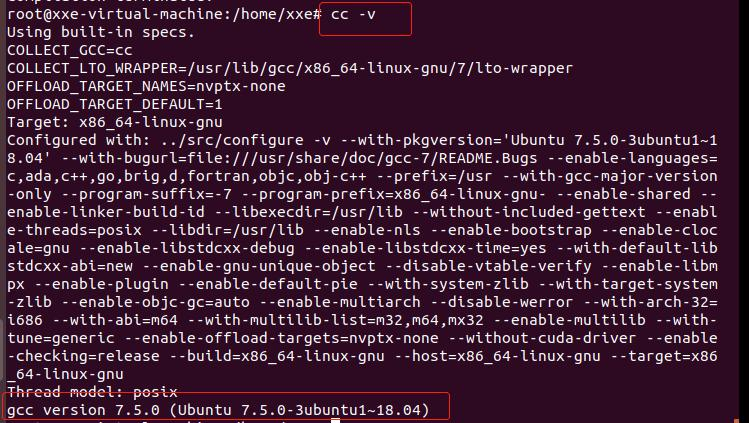 root@xxe-virtual-machine:/home/xxe# cc -v
Using built-in specs.
COLLECT_GCC=cc
COLLECT_LTO_WRAPPER=/usr/lib/gcc/x86_64-linux-gnu/7/lto-wrapper
OFFLOAD_TARGET_NAMES=nvptx-none
OFFLOAD_TARGET_DEFAULT=1
Target: x86_64-linux-gnu
Configured with: ../src/configure -v --with-pkgversion='Ubuntu 7.5.0-3ubuntu1~1
8.04' --with-bugurl=file:///usr/share/doc/gcc-7/README.Bugs --enable-languages=
c,ada,c++,go,brig,d,fortran,objc,obj-c++ --prefix=/usr --with-gcc-major-version
-only --program-suffix=-7 --program-prefix=x86_64-linux-gnu- --enable-shared --
enable-linker-build-id --libexecdir=/usr/lib --without-included-gettext --enabl
e-threads=posix --libdir=/usr/lib --enable-nls --enable-bootstrap --enable-cloc
ale=gnu --enable-libstdcxx-debug --enable-libstdcxx-time=yes --with-default-lib
stdcxx-abi=new --enable-gnu-unique-object --disable-vtable-verify --enable-libm
px --enable-plugin --enable-default-pie --with-system-zlib --with-target-system
-zlib --enable-objc-gc=auto --enable-multiarch --disable-werror --with-arch-32=
i686 --with-abi=m64 --with-multilib-list=m32,m64,mx32 --enable-multilib --with-
tune=generic --enable-offload-targets=nvptx-none --without-cuda-driver --enable
-checking=release --build=x86_64-linux-gnu --host=x86_64-linux-gnu --target=x86
_64-linux-gnu
Thread model: posix
gcc version 7.5.0 (Ubuntu 7.5.0-3ubuntu1~18.04)